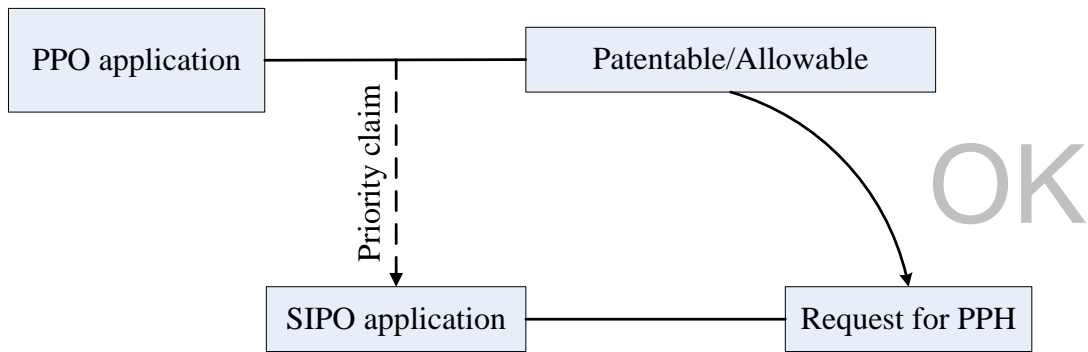 PPO application
Patentable/Allowable
Priority claim
OK
SIPO application
Request for PPH